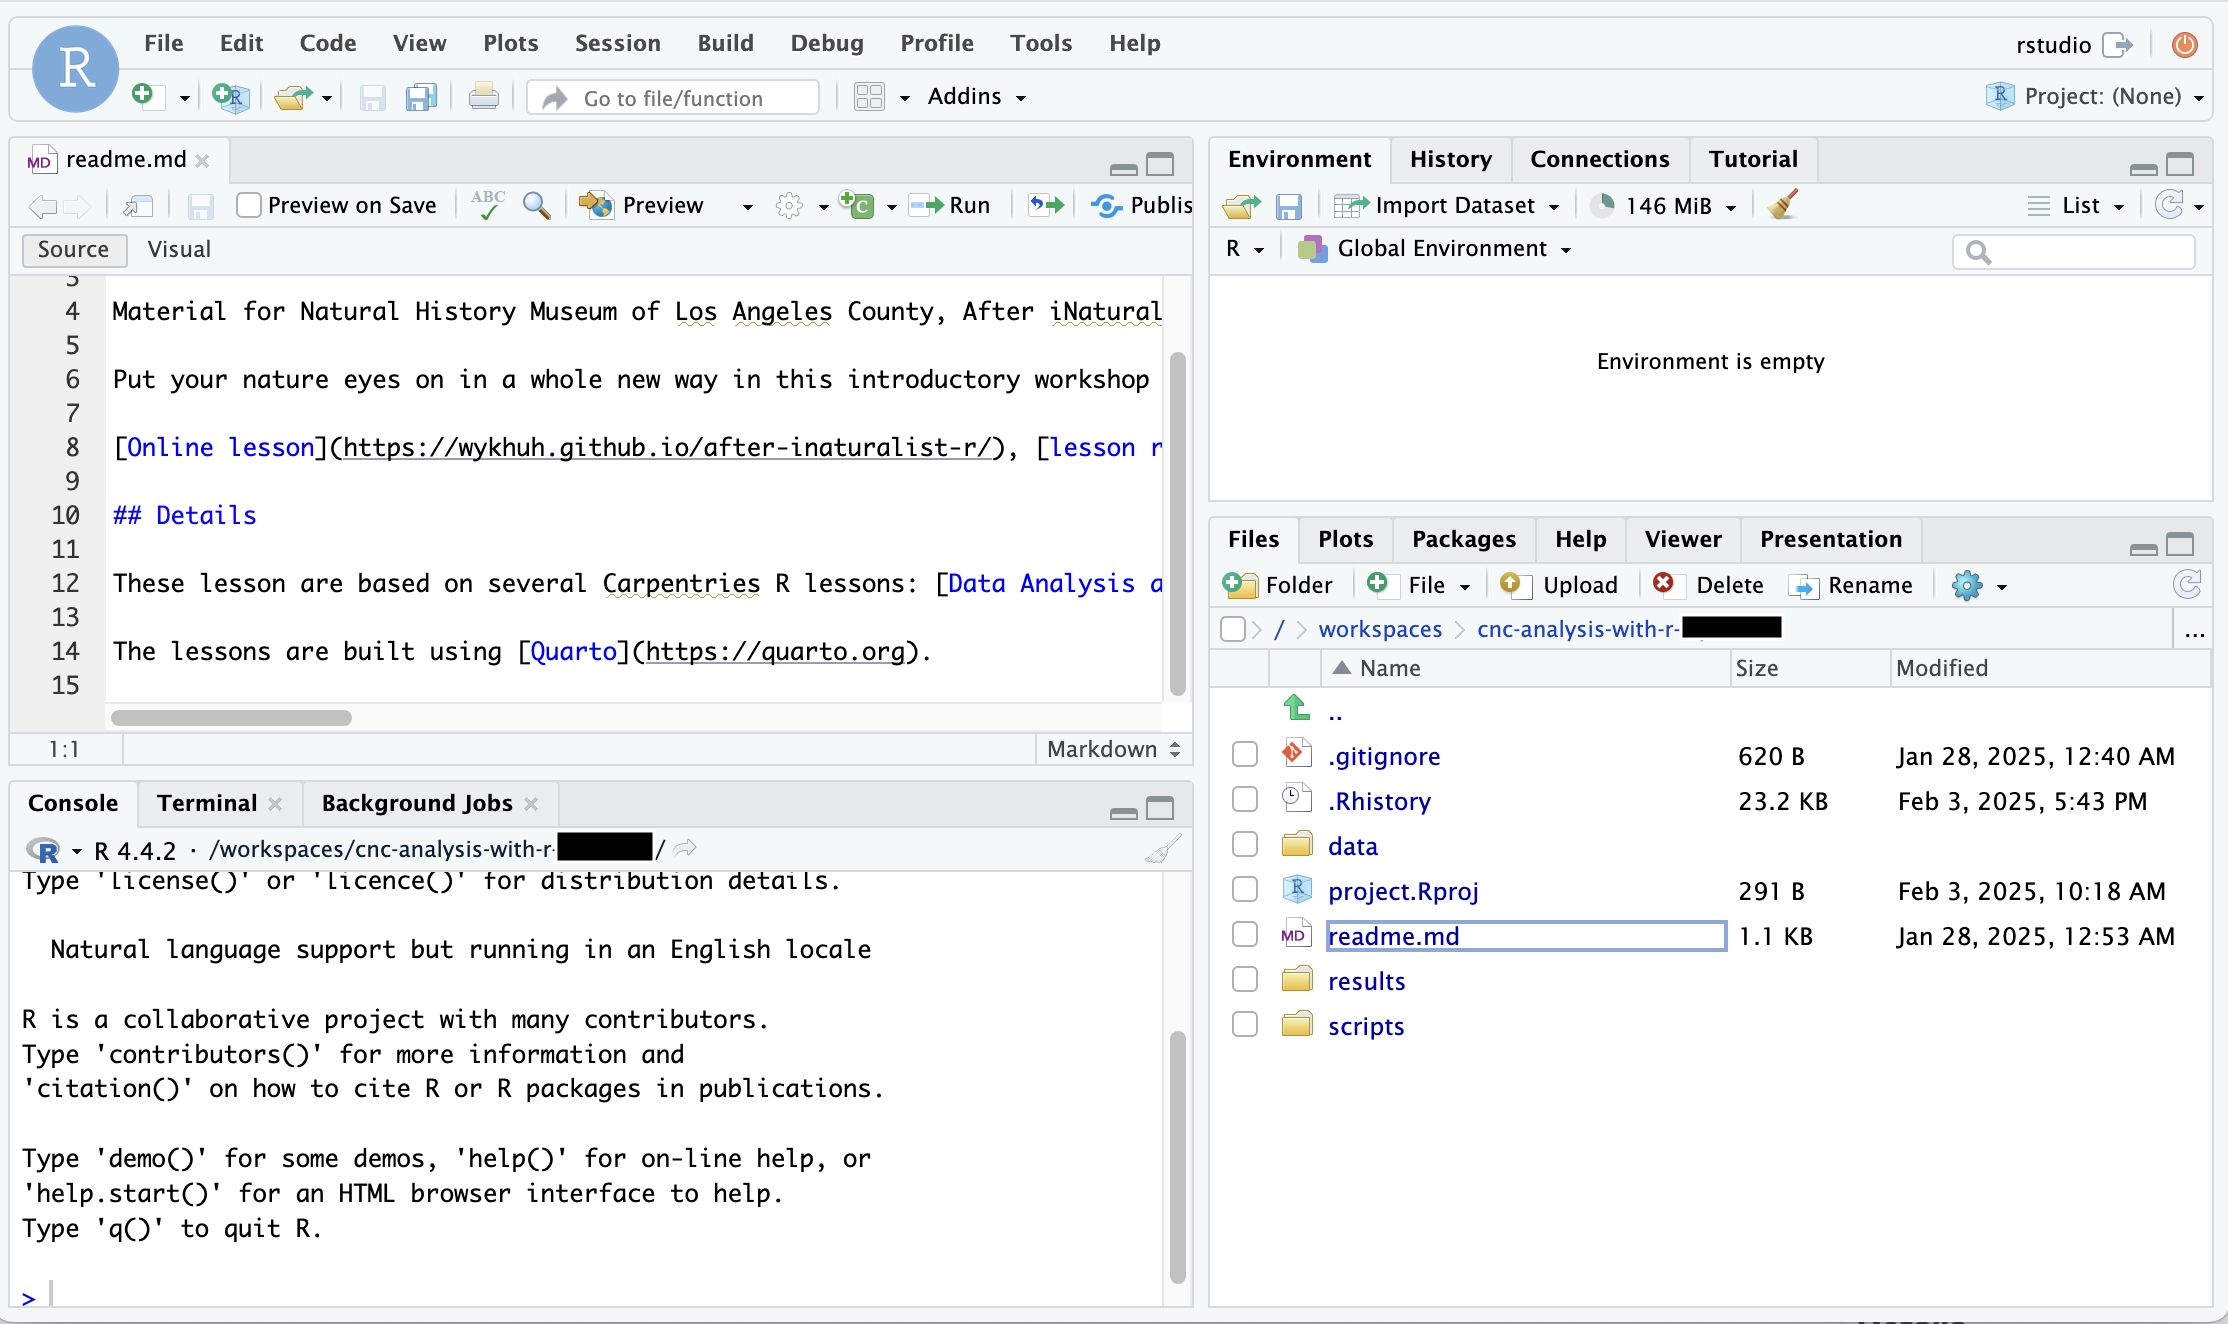 R File Edit Code View Plots Session Build Debug Profile Tools Help rstudio
Go to file/function Addins Project: (None)
MD readme.md
Preview on Save ABC Preview C Run Publis
Source Visual
3
4 Material for Natural History Museum of Los Angeles County, After iNatural
5
6 Put your nature eyes on in a whole new way in this introductory workshop
7
8 [Online lesson](https://wykhuh.github.io/after-inaturalist-r/), [lesson r
9
10 ## Details
11
12 These lesson are based on several Carpentries R lessons: [Data Analysis a
13
14 The lessons are built using [Quarto](https://quarto.org).
15
1:1 Markdown
Console Terminal Background Jobs
R R 4.4.2 · /workspaces/cnc-analysis-with-r- /
Type 'license()' or 'licence()' for distribution details.
Natural language support but running in an English locale
R is a collaborative project with many contributors.
Type 'contributors()' for more information and
'citation()' on how to cite R or R packages in publications.
Type 'demo()' for some demos, 'help()' for on-line help, or
'help.start()' for an HTML browser interface to help.
Type 'q()' to quit R.
>
Environment History Connections Tutorial
Import Dataset 146 MiB List
R Global Environment
Environment is empty
Files Plots Packages Help Viewer Presentation
Folder File Upload Delete Rename
/ workspaces cnc-analysis-with-r- ...
Name Size Modified
..
.gitignore 620 B Jan 28, 2025, 12:40 AM
.Rhistory 23.2 KB Feb 3, 2025, 5:43 PM
data
project.Rproj 291 B Feb 3, 2025, 10:18 AM
MD readme.md 1.1 KB Jan 28, 2025, 12:53 AM
results
scripts